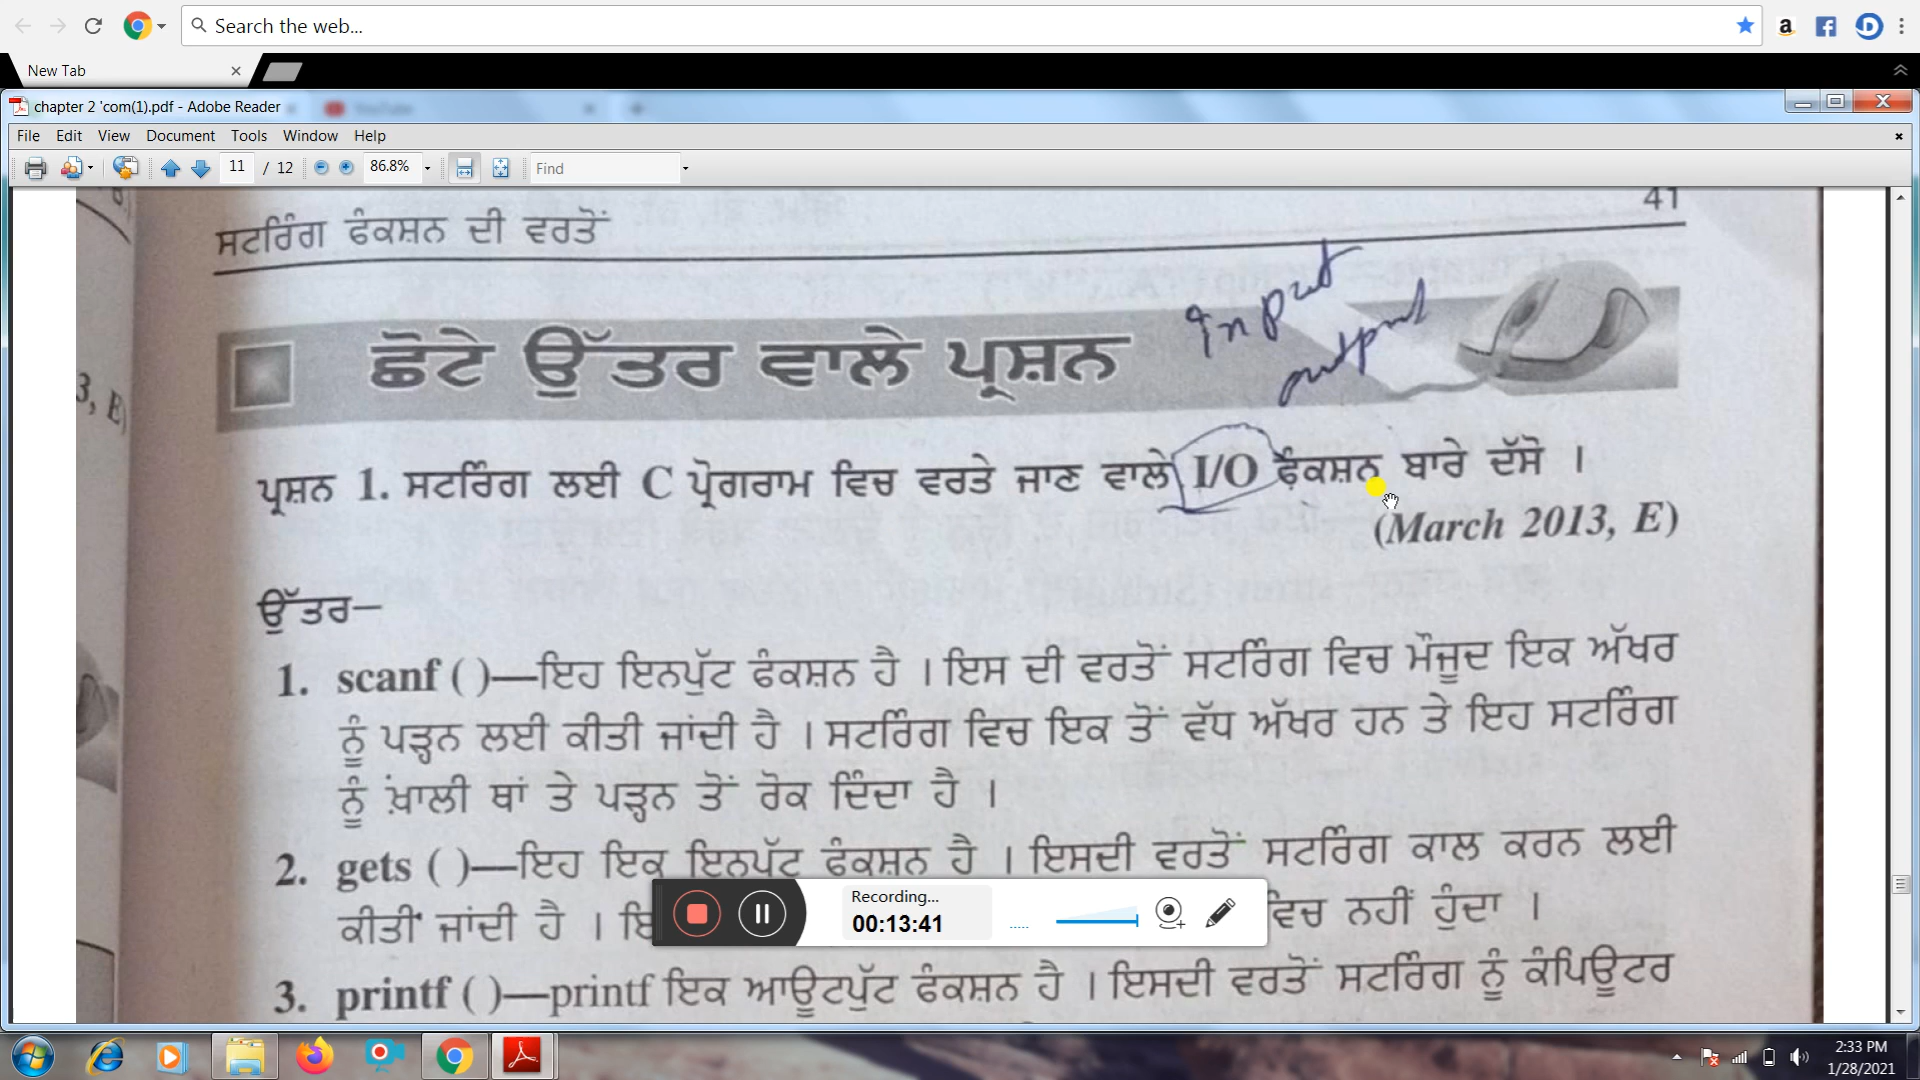 Search the web...
New Tab
chapter 2 'com(1).pdf - Adobe Reader
YouTube
File Edit View Document Tools Window Help
11 / 12 86.8% Find
41
ਸਟਰਿੰਗ ਫੰਕਸ਼ਨ ਦੀ ਵਰਤੋਂ
Input
output
ਛੋਟੇ ਉੱਤਰ ਵਾਲੇ ਪ੍ਰਸ਼ਨ
3, E)
ਪ੍ਰਸ਼ਨ 1. ਸਟਰਿੰਗ ਲਈ C ਪ੍ਰੋਗਰਾਮ ਵਿਚ ਵਰਤੇ ਜਾਣ ਵਾਲੇ I/O ਫ਼ੰਕਸ਼ਨ ਬਾਰੇ ਦੱਸੋ ।
(March 2013, E)
ਉੱਤਰ—
1. scanf ( )—ਇਹ ਇਨਪੁੱਟ ਫੰਕਸ਼ਨ ਹੈ । ਇਸ ਦੀ ਵਰਤੋਂ ਸਟਰਿੰਗ ਵਿਚ ਮੌਜੂਦ ਇਕ ਅੱਖਰ
ਨੂੰ ਪੜ੍ਹਨ ਲਈ ਕੀਤੀ ਜਾਂਦੀ ਹੈ । ਸਟਰਿੰਗ ਵਿਚ ਇਕ ਤੋਂ ਵੱਧ ਅੱਖਰ ਹਨ ਤੇ ਇਹ ਸਟਰਿੰਗ
ਨੂੰ ਖ਼ਾਲੀ ਥਾਂ ਤੇ ਪੜ੍ਹਨ ਤੋਂ ਰੋਕ ਦਿੰਦਾ ਹੈ ।
2. gets ( )—ਇਹ ਇਕ ਇਨਪੁੱਟ ਫੰਕਸ਼ਨ ਹੈ । ਇਸਦੀ ਵਰਤੋਂ ਸਟਰਿੰਗ ਕਾਲ ਕਰਨ ਲਈ
ਕੀਤੀ ਜਾਂਦੀ ਹੈ । ਵਿਚ ਨਹੀਂ ਹੁੰਦਾ ।
Recording...
00:13:41
3. printf ( )—printf ਇਕ ਆਊਟਪੁੱਟ ਫੰਕਸ਼ਨ ਹੈ । ਇਸਦੀ ਵਰਤੋਂ ਸਟਰਿੰਗ ਨੂੰ ਕੰਪਿਊਟਰ
2:33 PM
1/28/2021